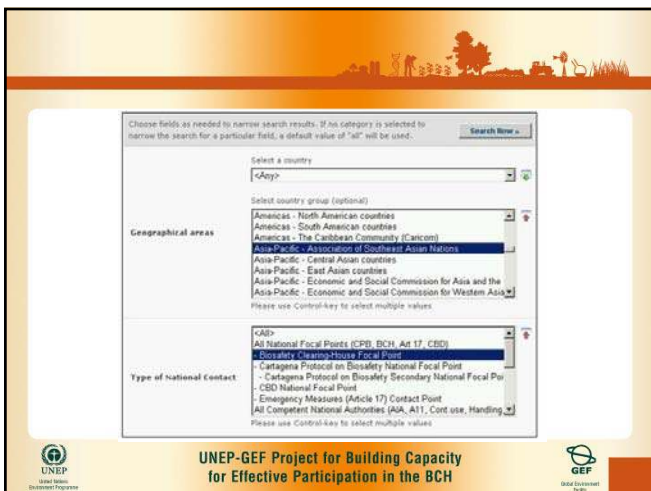 Choose fields as needed to narrow search results. If no category is selected to
narrow the search for a particular field, a default value of "all" will be used.
Search Now »
Select a country
<Any>
Select country group (optional)
Geographical areas
Americas - North American countries
Americas - South American countries
Americas - The Caribbean Community (Caricom)
Asia-Pacific - Association of Southeast Asian Nations
Asia-Pacific - Central Asian countries
Asia-Pacific - East Asian countries
Asia-Pacific - Economic and Social Commission for Asia and the
Asia-Pacific - Economic and Social Commission for Western Asia
Please use Control-key to select multiple values
Type of National Contact
<All>
All National Focal Points (CPB, BCH, Art 17, CBD)
- Biosafety Clearing-House Focal Point
- Cartagena Protocol on Biosafety National Focal Point
- Cartagena Protocol on Biosafety Secondary National Focal Poi
- CBD National Focal Point
- Emergency Measures (Article 17) Contact Point
All Competent National Authorities (AIA, A11, Cont.use, Handling
Please use Control-key to select multiple values
UNEP
United Nations
Environment Programme
UNEP-GEF Project for Building Capacity
for Effective Participation in the BCH
GEF
Global Environment
Facility